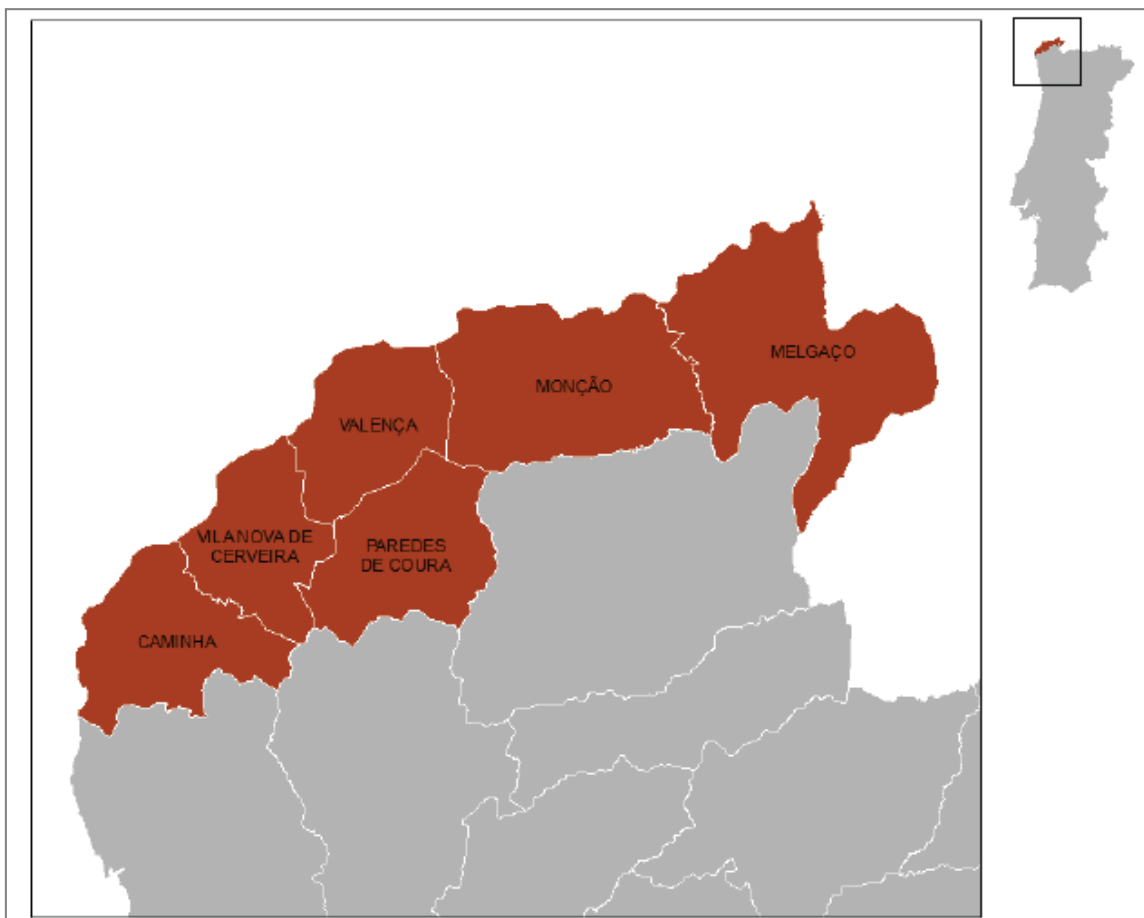 MELGAÇO
MONÇÃO
VALENÇA
VILA NOVA DE
CERVEIRA
PAREDES
DE COURA
CAMINHA